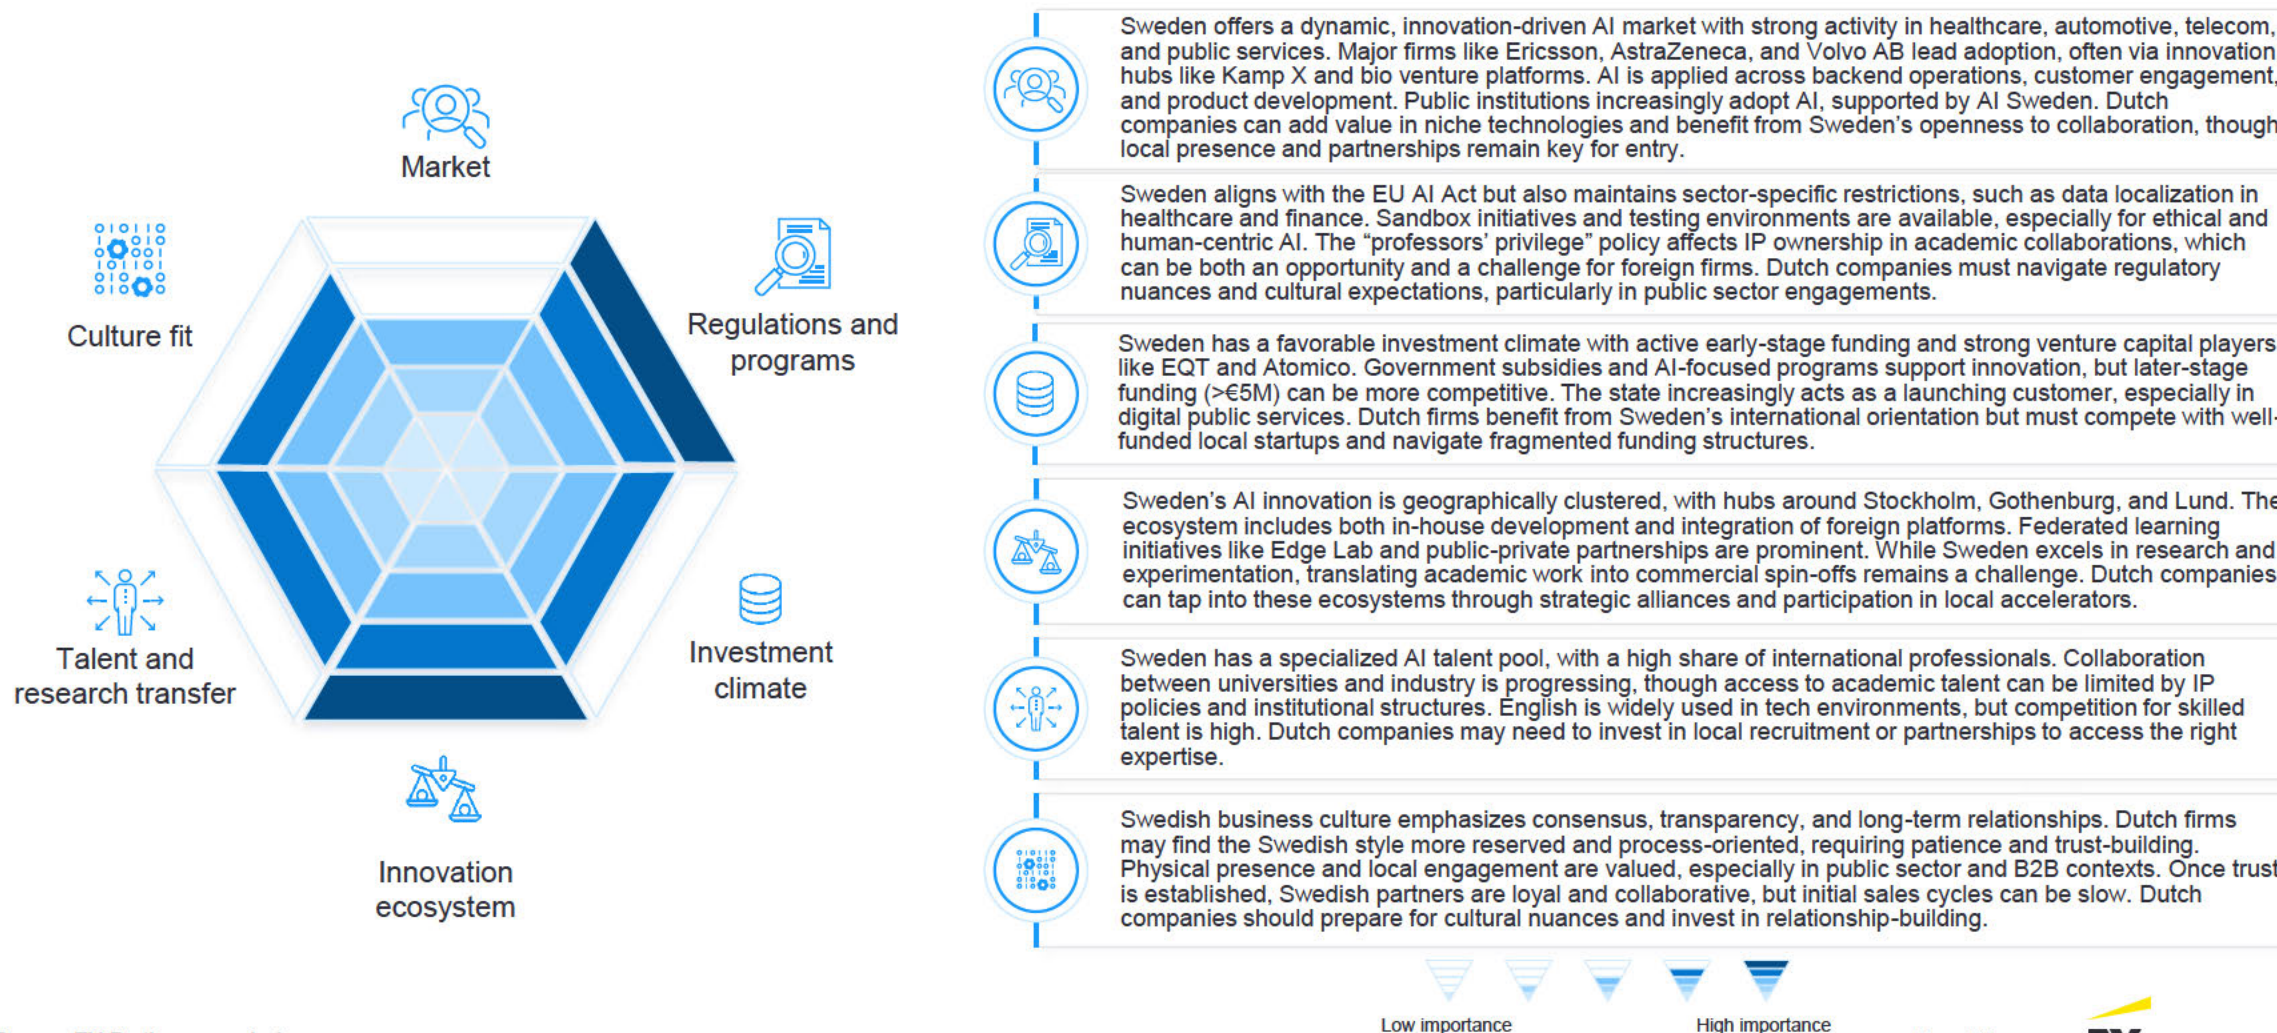 Market
Culture fit
Regulations and
programs
Talent and
research transfer
Investment
climate
Innovation
ecosystem
Sweden offers a dynamic, innovation-driven AI market with strong activity in healthcare, automotive, telecom,
and public services. Major firms like Ericsson, AstraZeneca, and Volvo AB lead adoption, often via innovation
hubs like Kamp X and bio venture platforms. AI is applied across backend operations, customer engagement,
and product development. Public institutions increasingly adopt AI, supported by AI Sweden. Dutch
companies can add value in niche technologies and benefit from Sweden's openness to collaboration, though
local presence and partnerships remain key for entry.
Sweden aligns with the EU AI Act but also maintains sector-specific restrictions, such as data localization in
healthcare and finance. Sandbox initiatives and testing environments are available, especially for ethical and
human-centric AI. The “professors’ privilege” policy affects IP ownership in academic collaborations, which
can be both an opportunity and a challenge for foreign firms. Dutch companies must navigate regulatory
nuances and cultural expectations, particularly in public sector engagements.
Sweden has a favorable investment climate with active early-stage funding and strong venture capital players
like EQT and Atomico. Government subsidies and AI-focused programs support innovation, but later-stage
funding (>€5M) can be more competitive. The state increasingly acts as a launching customer, especially in
digital public services. Dutch firms benefit from Sweden's international orientation but must compete with well-
funded local startups and navigate fragmented funding structures.
Sweden's AI innovation is geographically clustered, with hubs around Stockholm, Gothenburg, and Lund. The
ecosystem includes both in-house development and integration of foreign platforms. Federated learning
initiatives like Edge Lab and public-private partnerships are prominent. While Sweden excels in research and
experimentation, translating academic work into commercial spin-offs remains a challenge. Dutch companies
can tap into these ecosystems through strategic alliances and participation in local accelerators.
Sweden has a specialized AI talent pool, with a high share of international professionals. Collaboration
between universities and industry is progressing, though access to academic talent can be limited by IP
policies and institutional structures. English is widely used in tech environments, but competition for skilled
talent is high. Dutch companies may need to invest in local recruitment or partnerships to access the right
expertise.
Swedish business culture emphasizes consensus, transparency, and long-term relationships. Dutch firms
may find the Swedish style more reserved and process-oriented, requiring patience and trust-building.
Physical presence and local engagement are valued, especially in public sector and B2B contexts. Once trust
is established, Swedish partners are loyal and collaborative, but initial sales cycles can be slow. Dutch
companies should prepare for cultural nuances and invest in relationship-building.
Low importance
High importance